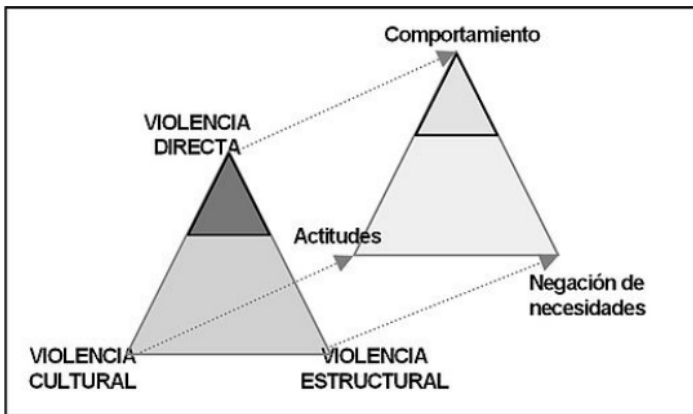 Comportamiento
VIOLENCIA
DIRECTA
Actitudes
Negación de
necesidades
VIOLENCIA
CULTURAL
VIOLENCIA
ESTRUCTURAL